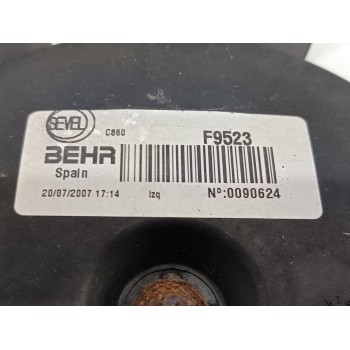 SEVEL
C860
F9523
BEHR
Spain
20/07/2007 17:14
Izq
Nº:0090624